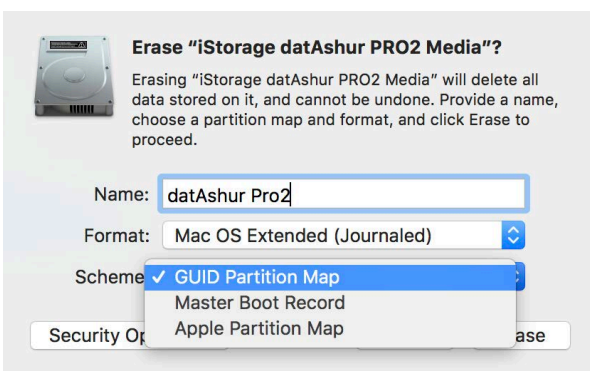 Erase “iStorage datAshur PRO2 Media”?
Erasing “iStorage datAshur PRO2 Media” will delete all
data stored on it, and cannot be undone. Provide a name,
choose a partition map and format, and click Erase to
proceed.
Name: datAshur Pro2
Format: Mac OS Extended (Journaled)
Scheme ✓ GUID Partition Map
Master Boot Record
Apple Partition Map
Security Op ase